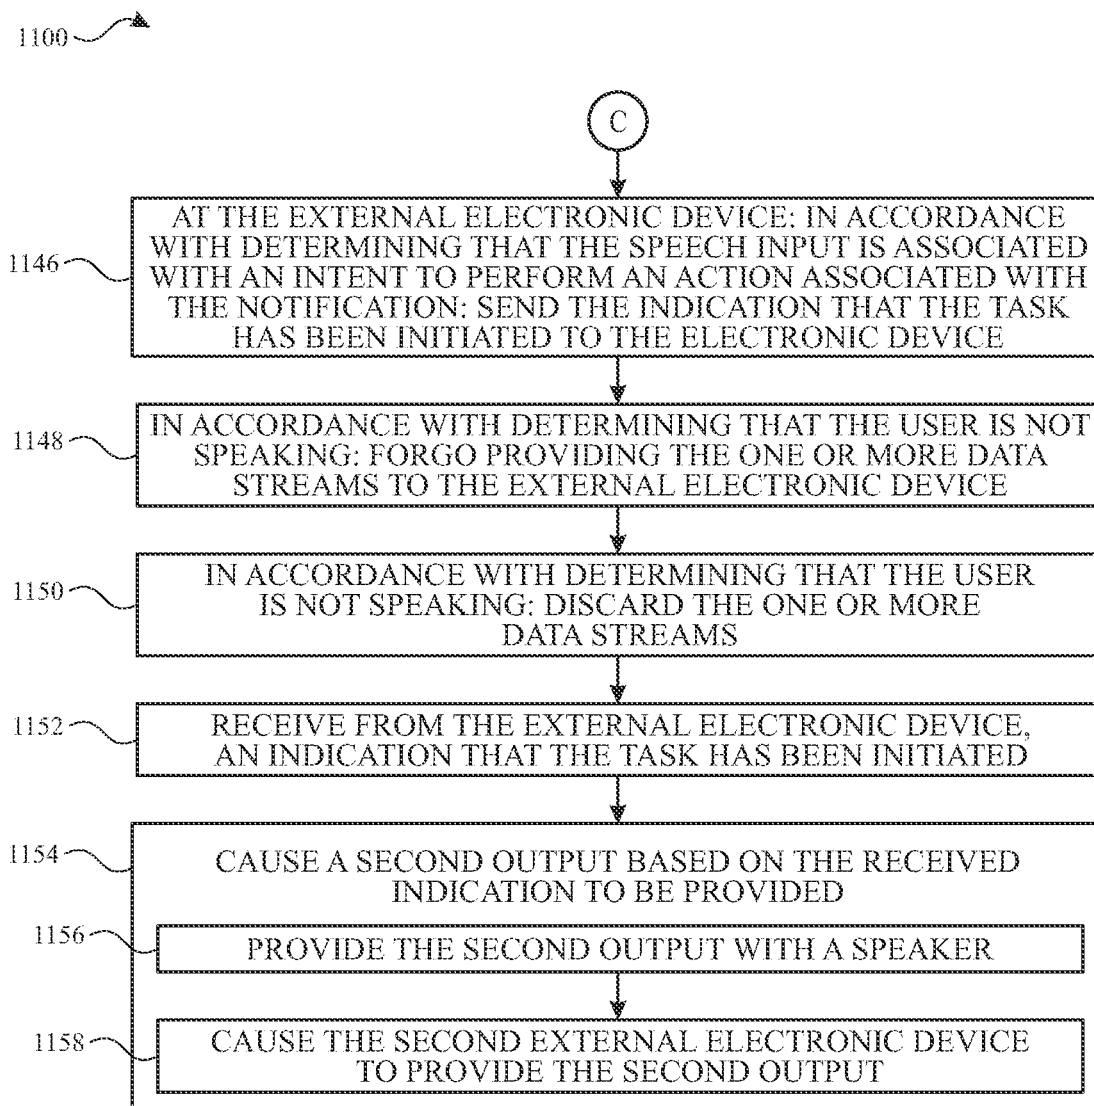 1100
C
1146
AT THE EXTERNAL ELECTRONIC DEVICE: IN ACCORDANCE
WITH DETERMINING THAT THE SPEECH INPUT IS ASSOCIATED
WITH AN INTENT TO PERFORM AN ACTION ASSOCIATED WITH
THE NOTIFICATION: SEND THE INDICATION THAT THE TASK
HAS BEEN INITIATED TO THE ELECTRONIC DEVICE
1148
IN ACCORDANCE WITH DETERMINING THAT THE USER IS NOT
SPEAKING: FORGO PROVIDING THE ONE OR MORE DATA
STREAMS TO THE EXTERNAL ELECTRONIC DEVICE
1150
IN ACCORDANCE WITH DETERMINING THAT THE USER
IS NOT SPEAKING: DISCARD THE ONE OR MORE
DATA STREAMS
1152
RECEIVE FROM THE EXTERNAL ELECTRONIC DEVICE,
AN INDICATION THAT THE TASK HAS BEEN INITIATED
1154
CAUSE A SECOND OUTPUT BASED ON THE RECEIVED
INDICATION TO BE PROVIDED
1156
PROVIDE THE SECOND OUTPUT WITH A SPEAKER
1158
CAUSE THE SECOND EXTERNAL ELECTRONIC DEVICE
TO PROVIDE THE SECOND OUTPUT